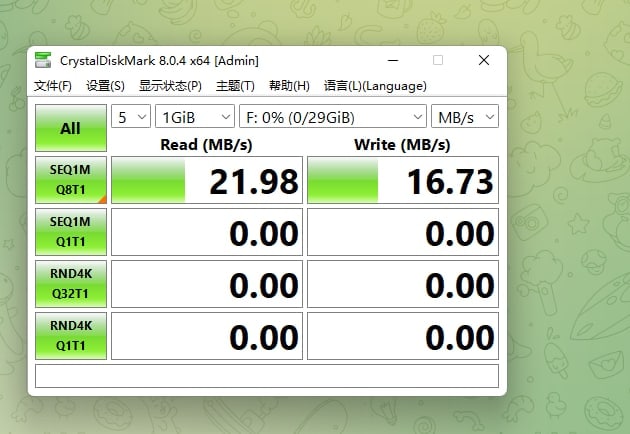 CrystalDiskMark 8.0.4 x64 [Admin]
文件(F) 设置(S) 显示状态(P) 主题(T) 帮助(H) 语言(L)(Language)
All 5 1GiB F: 0% (0/29GiB) MB/s
Read (MB/s) Write (MB/s)
SEQ1M
Q8T1 21.98 16.73
SEQ1M
Q1T1 0.00 0.00
RND4K
Q32T1 0.00 0.00
RND4K
Q1T1 0.00 0.00